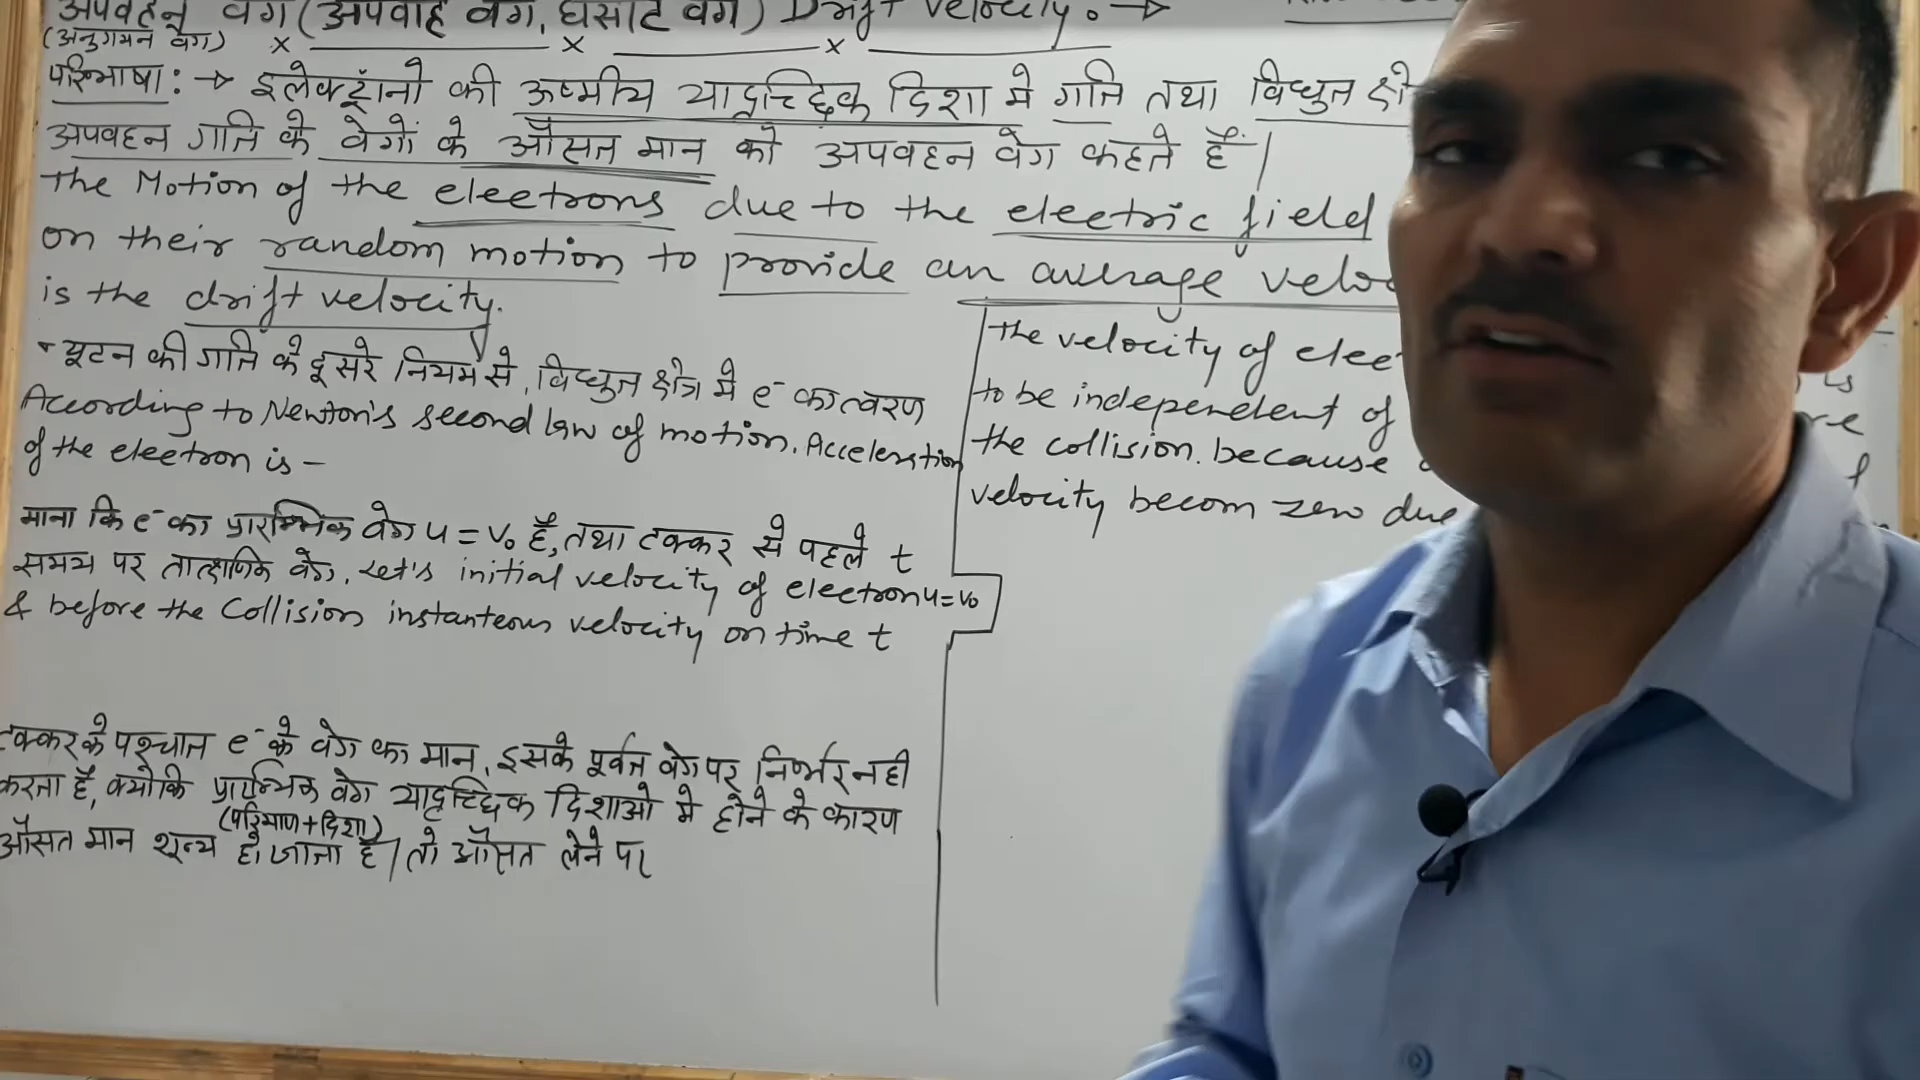 अपवहन वेग (अपवाह वेग, घसीट वेग) Drift velocity. →
(अनुगमन वेग)
परिभाषा : → इलेक्ट्रॉनो की ऊष्मीय यादृच्छिक दिशा मे गति तथा विद्युत क्षे
अपवहन गति के वेगों के औसत मान को अपवहन वेग कहते है |
The Motion of the electrons due to the electric field
on their random motion to provide an average velo
is the drift velocity.
न्यूटन की गति के दूसरे नियम से, विद्युत क्षेत्र मे e⁻ का त्वरण
According to Newton's second law of motion. Acceleration
of the electron is –
माना कि e⁻ का प्रारम्भिक वेग u = v₀ है, तथा टक्कर से पहले t
समय पर तात्क्षणिक वेग, Let's initial velocity of electron u=v₀
& before the Collision instanteous velocity on time t
टक्कर के पश्चात e⁻ के वेग का मान, इसके पूर्वत वेग पर निर्भर नही
करता है, क्योकि प्रारम्भिक वेग यादृच्छिक दिशाओ मे होने के कारण
(परिमाण+दिशा)
औसत मान शून्य हो जाता है | तो औसत लेने पर
The velocity of elec
to be independent of
the collision. because
velocity becom zero due
is
re